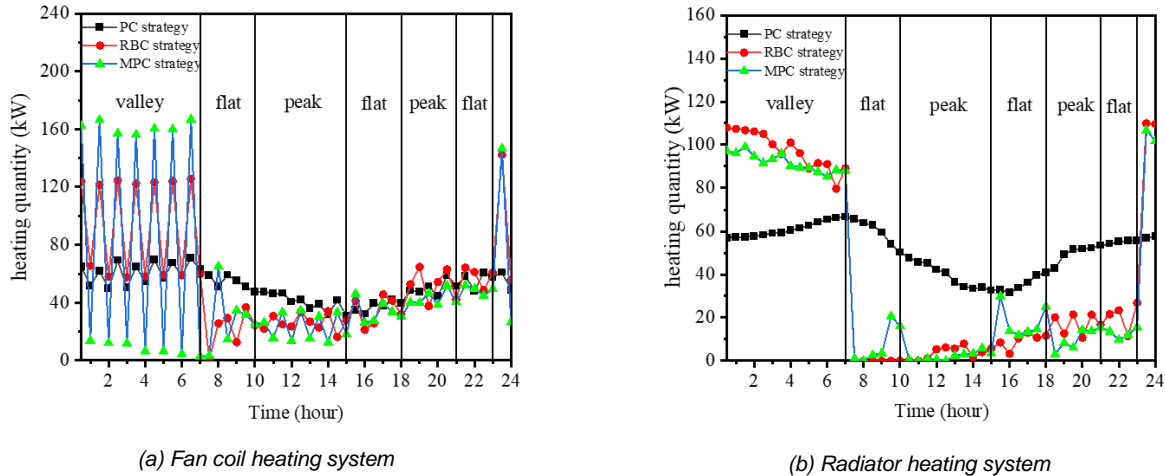 240
200
160
120
80
40
0
heating quantity (kW)
PC strategy
RBC strategy
MPC strategy
valley
flat
peak
flat
peak
flat
2 4 6 8 10 12 14 16 18 20 22 24
Time (hour)
(a) Fan coil heating system
160
140
120
100
80
60
40
20
0
heating quantity (kW)
PC strategy
RBC strategy
MPC strategy
valley
flat
peak
flat
peak
flat
2 4 6 8 10 12 14 16 18 20 22 24
Time (hour)
(b) Radiator heating system